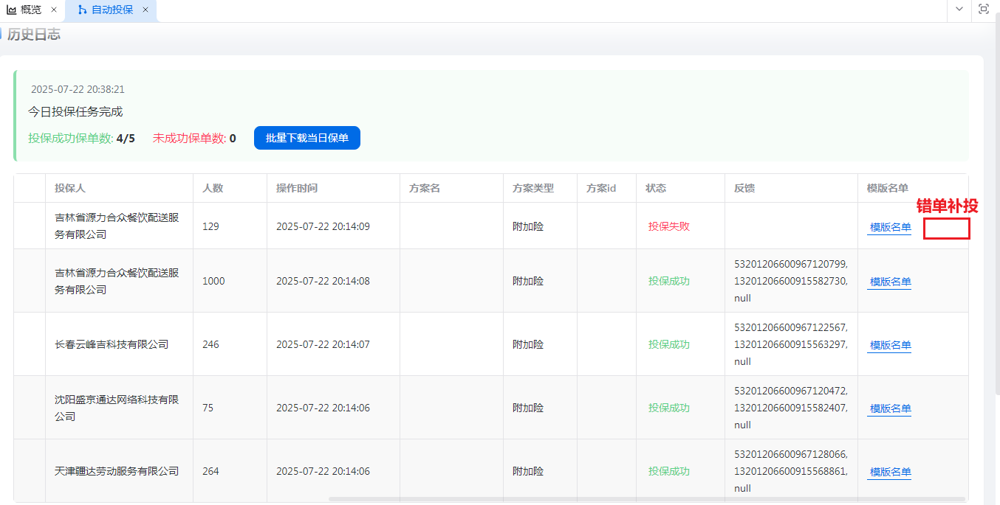 概览 × 自动投保 ×
历史日志
2025-07-22 20:38:21
今日投保任务完成
投保成功保单数: 4/5 未成功保单数: 0 批量下载当日保单
投保人 人数 操作时间 方案名 方案类型 方案id 状态 反馈 模版名单
错单补投
吉林省源力合众餐饮配送服
务有限公司
129 2025-07-22 20:14:09 附加险 投保失败 模版名单
吉林省源力合众餐饮配送服
务有限公司
1000 2025-07-22 20:14:08 附加险 投保成功
53201206600967120799,
13201206600915582730,
null
模版名单
长春云峰吉科技有限公司 246 2025-07-22 20:14:07 附加险 投保成功
53201206600967122567,
13201206600915563297,
null
模版名单
沈阳盛京通达网络科技有限
公司
75 2025-07-22 20:14:06 附加险 投保成功
53201206600967120472,
13201206600915582407,
null
模版名单
天津疆达劳动服务有限公司 264 2025-07-22 20:14:06 附加险 投保成功
53201206600967128066,
13201206600915568861,
null
模版名单